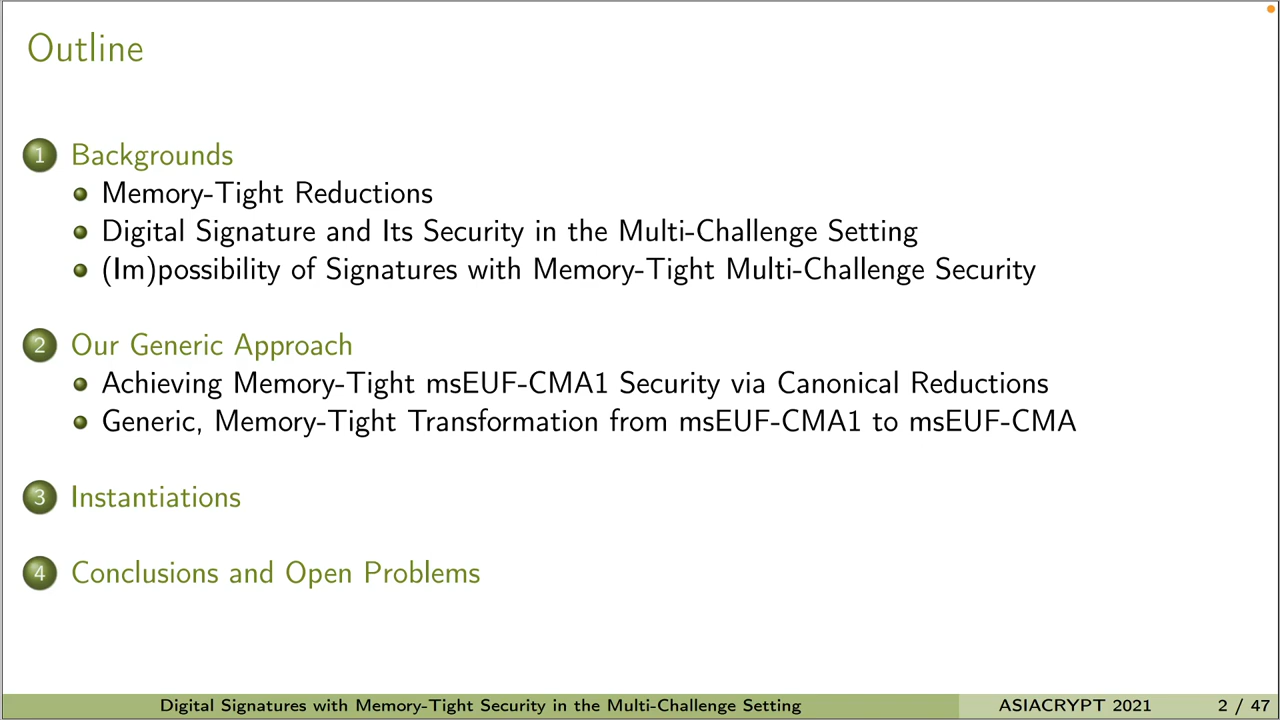 Outline
1 Backgrounds
Memory-Tight Reductions
Digital Signature and Its Security in the Multi-Challenge Setting
(Im)possibility of Signatures with Memory-Tight Multi-Challenge Security
2 Our Generic Approach
Achieving Memory-Tight msEUF-CMA1 Security via Canonical Reductions
Generic, Memory-Tight Transformation from msEUF-CMA1 to msEUF-CMA
3 Instantiations
4 Conclusions and Open Problems
Digital Signatures with Memory-Tight Security in the Multi-Challenge Setting ASIACRYPT 2021 2 / 47